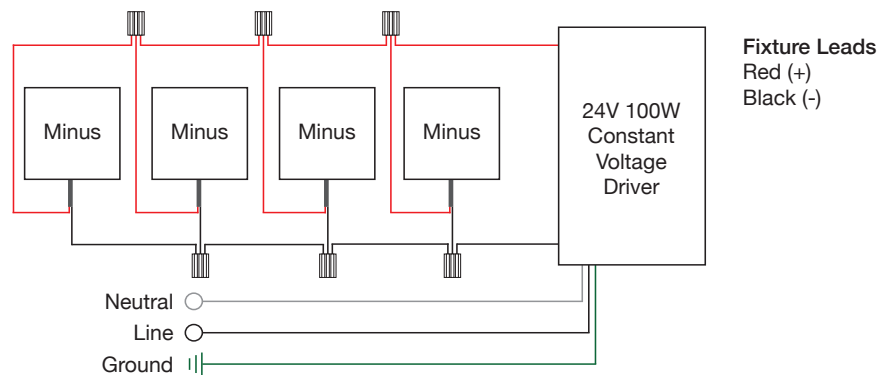 Minus
Minus
Minus
Minus
24V 100W
Constant
Voltage
Driver
Fixture Leads
Red (+)
Black (-)
Neutral
Line
Ground